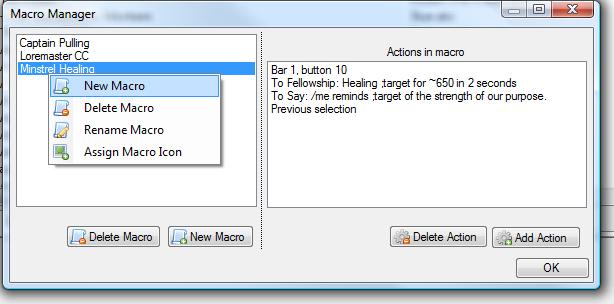 Macro Manager
Captain Pulling
Loremaster CC
Minstrel Healing
New Macro
Delete Macro
Rename Macro
Assign Macro Icon
Delete Macro
New Macro
Actions in macro
Bar 1, button 10
To Fellowship: Healing ;target for ~650 in 2 seconds
To Say: /me reminds ;target of the strength of our purpose.
Previous selection
Delete Action
Add Action
OK